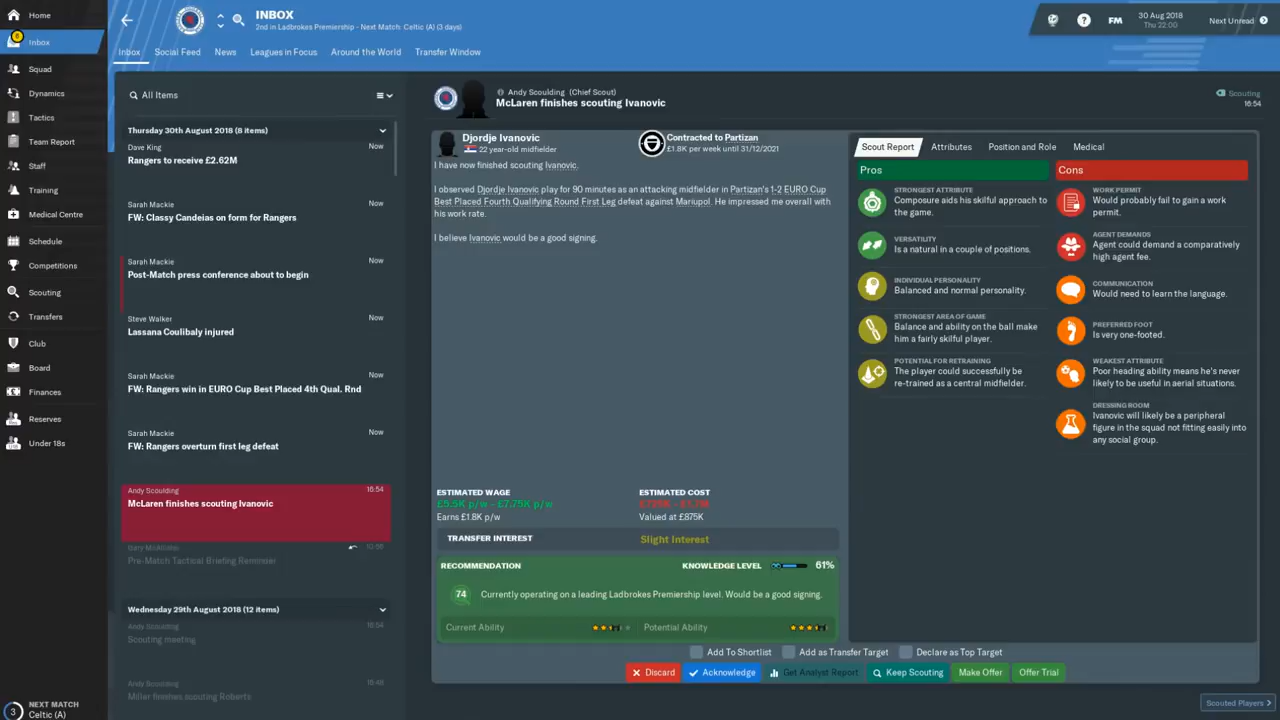 Home
Inbox
Squad
Dynamics
Tactics
Team Report
Staff
Training
Medical Centre
Schedule
Competitions
Scouting
Transfers
Club
Board
Finances
Reserves
Under 18s
3
NEXT MATCH
Celtic (A)
INBOX
2nd in Ladbrokes Premiership - Next Match: Celtic (A) (3 days)
FM
30 Aug 2018
Thu 22:00
Next Unread
Inbox
Social Feed
News
Leagues in Focus
Around the World
Transfer Window
All Items
Thursday 30th August 2018 (8 items)
Dave King
Now
Rangers to receive £2.62M
Sarah Mackie
Now
FW: Classy Candeias on form for Rangers
Sarah Mackie
Now
Post-Match press conference about to begin
Steve Walker
Now
Lassana Coulibaly injured
Sarah Mackie
Now
FW: Rangers win in EURO Cup Best Placed 4th Qual. Rnd
Sarah Mackie
Now
FW: Rangers overturn first leg defeat
Andy Scoulding
16:54
McLaren finishes scouting Ivanovic
Pre-Match Tactical Briefing Reminder
Wednesday 29th August 2018 (12 items)
Andy Scoulding
Scouting meeting
Andy Scoulding
Miller finishes scouting Roberts
Andy Scoulding (Chief Scout)
McLaren finishes scouting Ivanovic
Scouting
16:54
Djordje Ivanovic
22 year-old midfielder
Contracted to Partizan
£1.8K per week until 31/12/2021
I have now finished scouting Ivanovic.
I observed Djordje Ivanovic play for 90 minutes as an attacking midfielder in Partizan's 1-2 EURO Cup
Best Placed Fourth Qualifying Round First Leg defeat against Mariupol. He impressed me overall with
his work rate.
I believe Ivanovic would be a good signing.
ESTIMATED WAGE
£5.5K p/w - £7.75K p/w
Earns £1.8K p/w
ESTIMATED COST
Valued at £875K
TRANSFER INTEREST
Slight Interest
RECOMMENDATION
KNOWLEDGE LEVEL
61%
74
Currently operating on a leading Ladbrokes Premiership level. Would be a good signing.
Current Ability
Potential Ability
Scout Report
Attributes
Position and Role
Medical
Pros
STRONGEST ATTRIBUTE
Composure aids his skilful approach to
the game.
VERSATILITY
Is a natural in a couple of positions.
INDIVIDUAL PERSONALITY
Balanced and normal personality.
STRONGEST AREA OF GAME
Balance and ability on the ball make
him a fairly skilful player.
POTENTIAL FOR RETRAINING
The player could successfully be
re-trained as a central midfielder.
Cons
WORK PERMIT
Would probably fail to gain a work
permit.
AGENT DEMANDS
Agent could demand a comparatively
high agent fee.
COMMUNICATION
Would need to learn the language.
PREFERRED FOOT
Is very one-footed.
WEAKEST ATTRIBUTE
Poor heading ability means he's never
likely to be useful in aerial situations.
DRESSING ROOM
Ivanovic will likely be a peripheral
figure in the squad not fitting easily into
any social group.
Add To Shortlist
Add as Transfer Target
Declare as Top Target
Discard
Acknowledge
Get Analyst Report
Keep Scouting
Make Offer
Offer Trial
Scouted Players